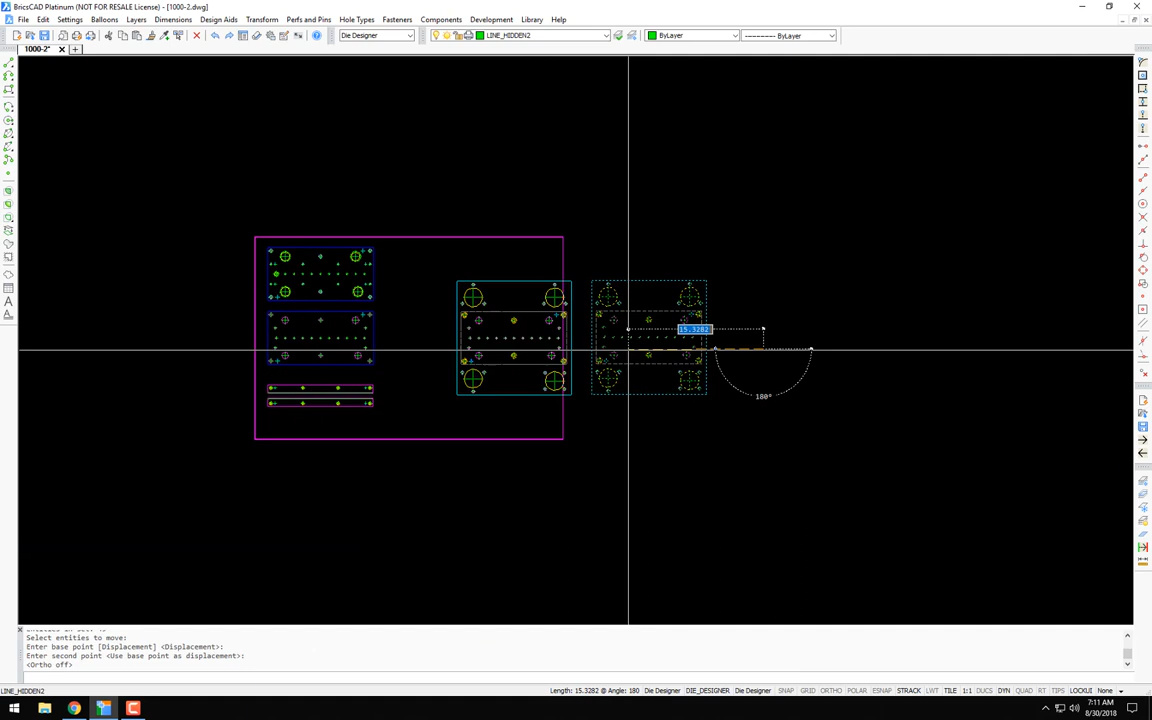 BricsCAD Platinum (NOT FOR RESALE License) - [1000-2.dwg]
File Edit Settings Balloons Layers Dimensions Design Aids Transform Perfs and Pins Hole Types Fasteners Components Development Library Help
Die Designer LINE_HIDDEN2 ByLayer ByLayer
1000-2*
15.3282
180°
Select entities to move:
Enter base point [Displacement] <Displacement>:
Enter second point <Use base point as displacement>:
<Ortho off>
LINE_HIDDEN2 Length: 15.3282 @ Angle: 180 Die Designer DIE_DESIGNER Die Designer SNAP GRID ORTHO POLAR ESNAP STRACK LWT TILE 1:1 DUCS DYN QUAD RT TIPS LOCKUI None
7:11 AM
8/30/2018